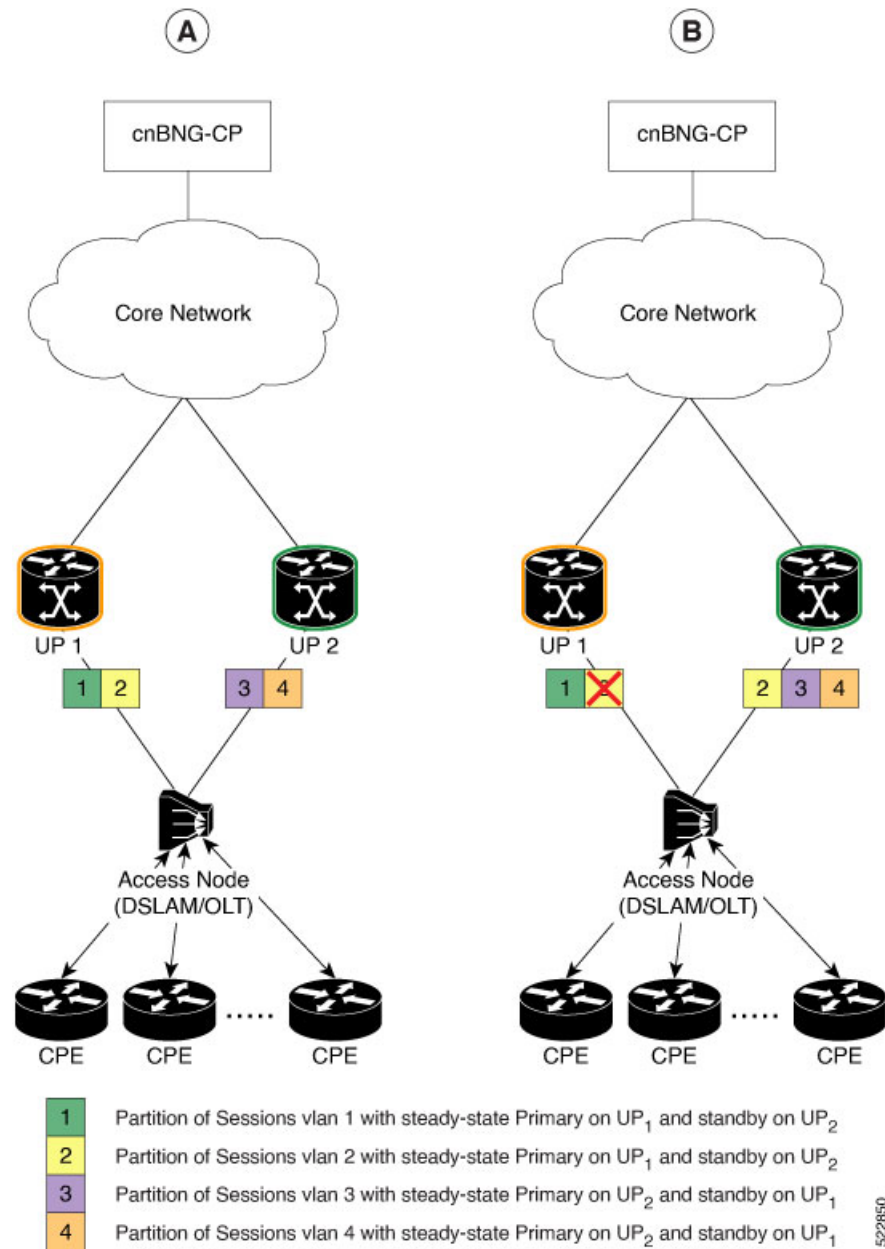 A
B
cnBNG-CP
cnBNG-CP
Core Network
Core Network
UP 1
UP 2
UP 1
UP 2
1 2
3 4
1
2 3 4
Access Node
(DSLAM/OLT)
Access Node
(DSLAM/OLT)
CPE CPE ..... CPE
CPE CPE ..... CPE
1 Partition of Sessions vlan 1 with steady-state Primary on UP1 and standby on UP2
2 Partition of Sessions vlan 2 with steady-state Primary on UP1 and standby on UP2
3 Partition of Sessions vlan 3 with steady-state Primary on UP2 and standby on UP1
4 Partition of Sessions vlan 4 with steady-state Primary on UP2 and standby on UP1
522850